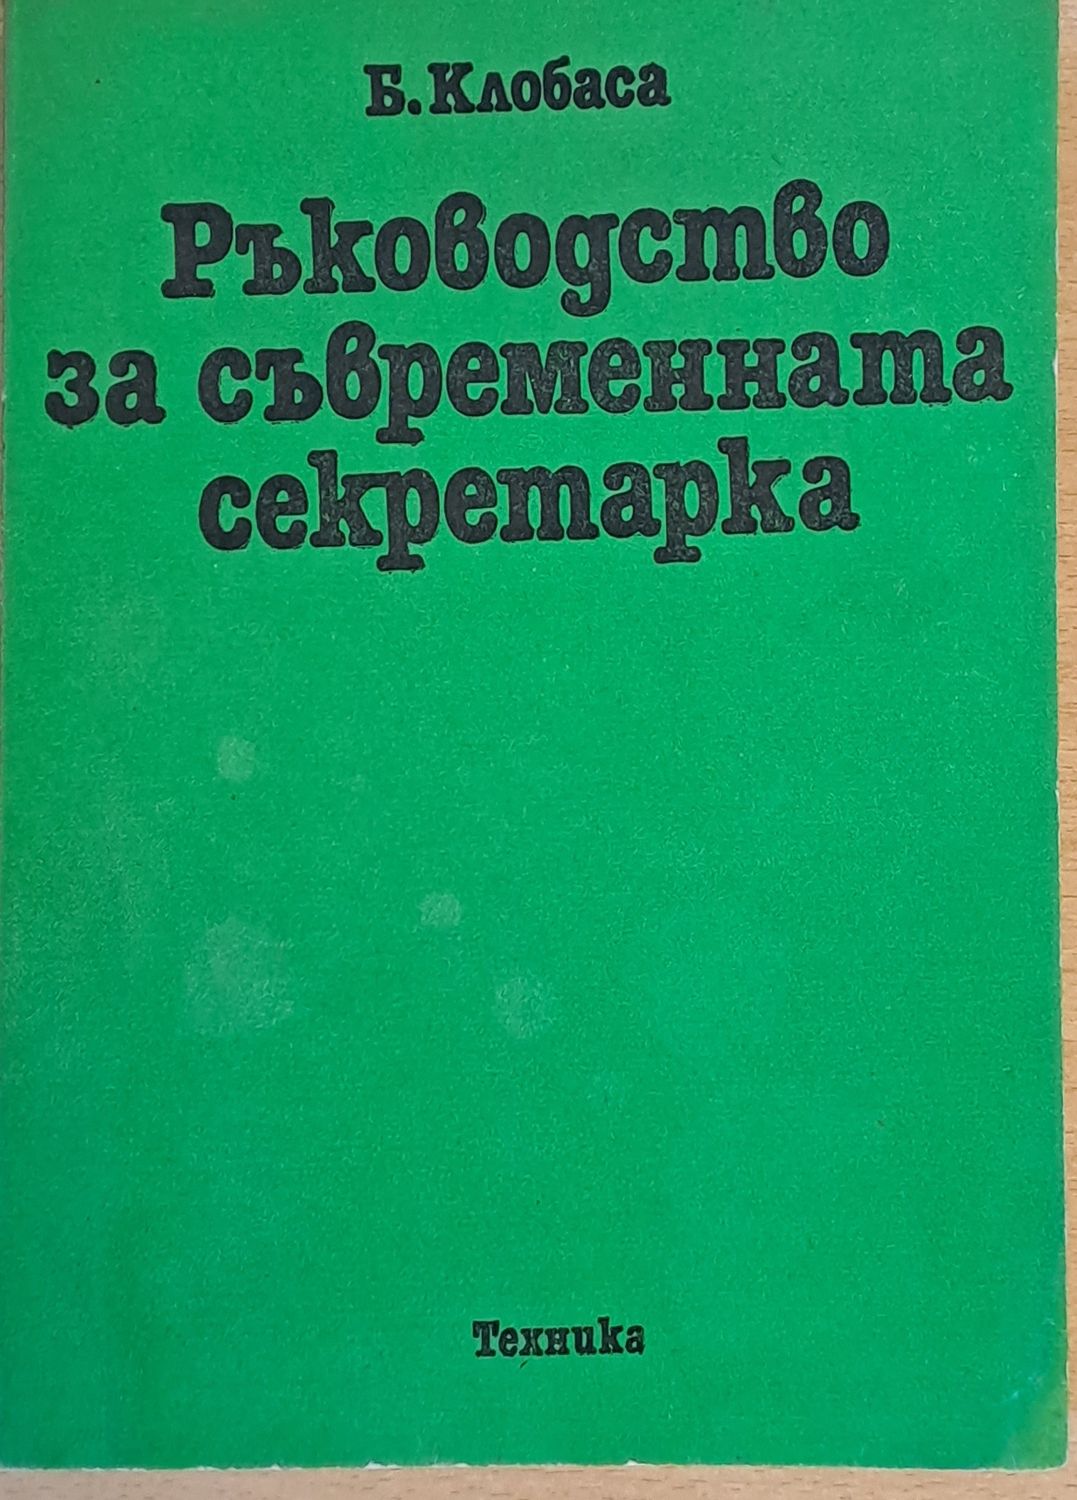 Б. Клобаса
Ръководство
за съвременната
секретарка
Техника